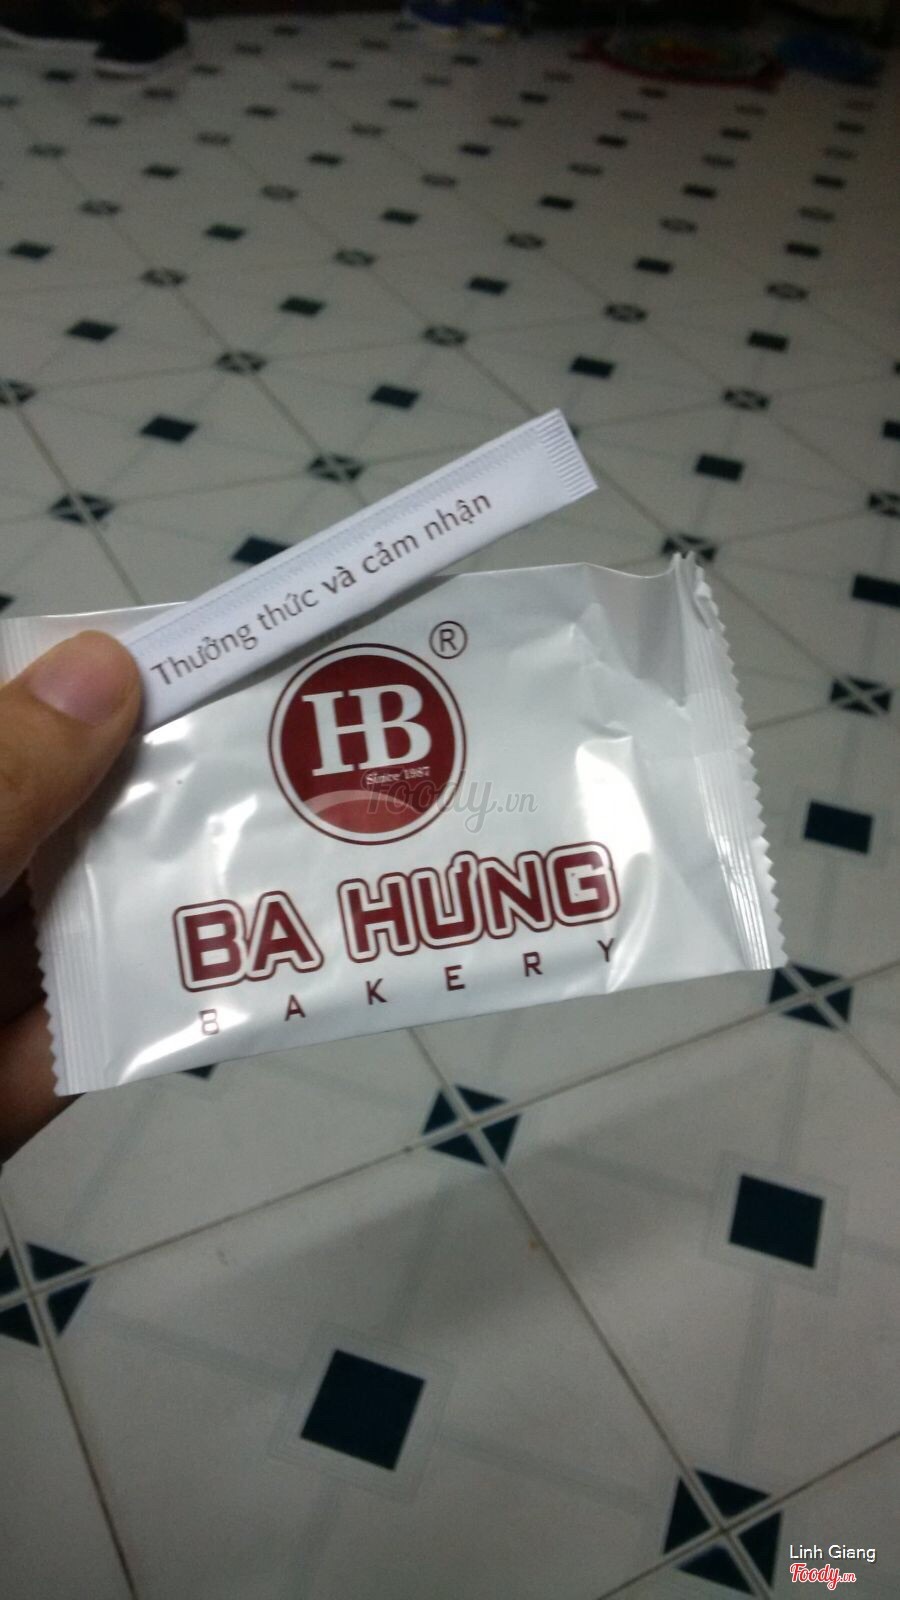 Thưởng thức và cảm nhận
®
HB
Since 1987
Foody.vn
BA HƯNG
BAKERY
Linh Giang
Foody.vn